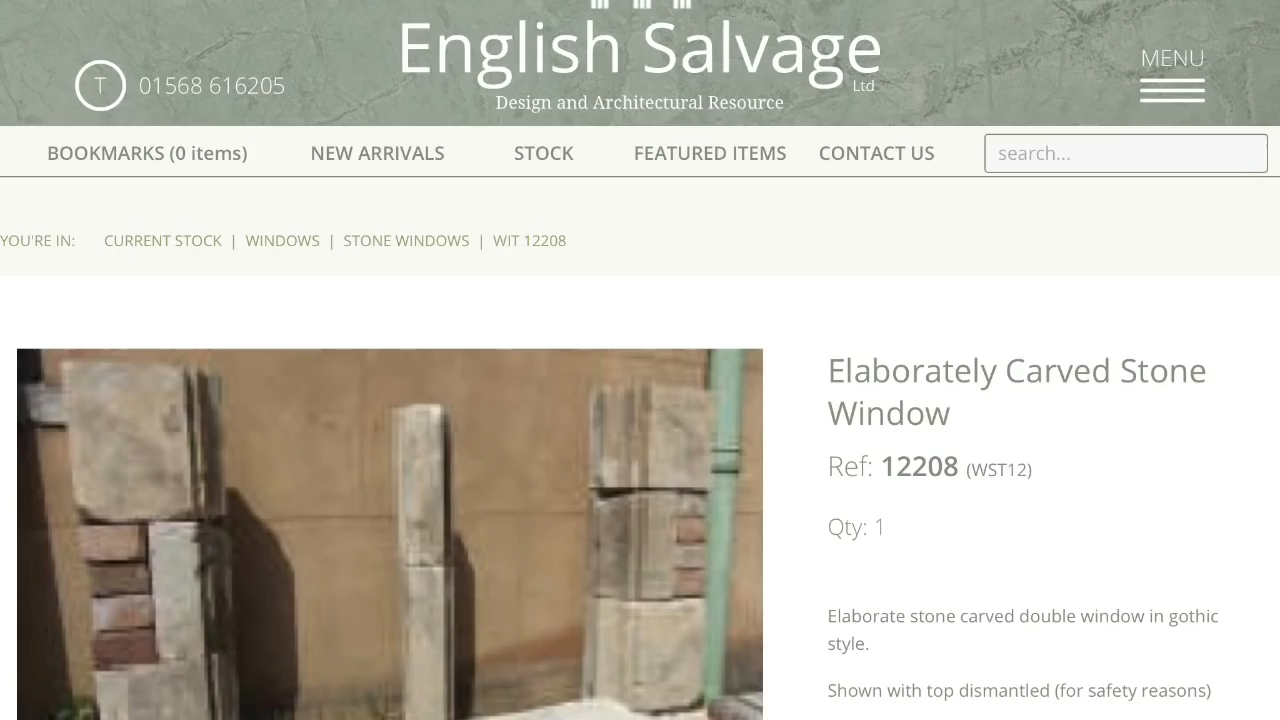 English Salvage
Ltd
Design and Architectural Resource
T 01568 616205
MENU
BOOKMARKS (0 items) NEW ARRIVALS STOCK FEATURED ITEMS CONTACT US search...
YOU'RE IN: CURRENT STOCK | WINDOWS | STONE WINDOWS | WIT 12208
Elaborately Carved Stone
Window
Ref: 12208 (WST12)
Qty: 1
Elaborate stone carved double window in gothic
style.
Shown with top dismantled (for safety reasons)